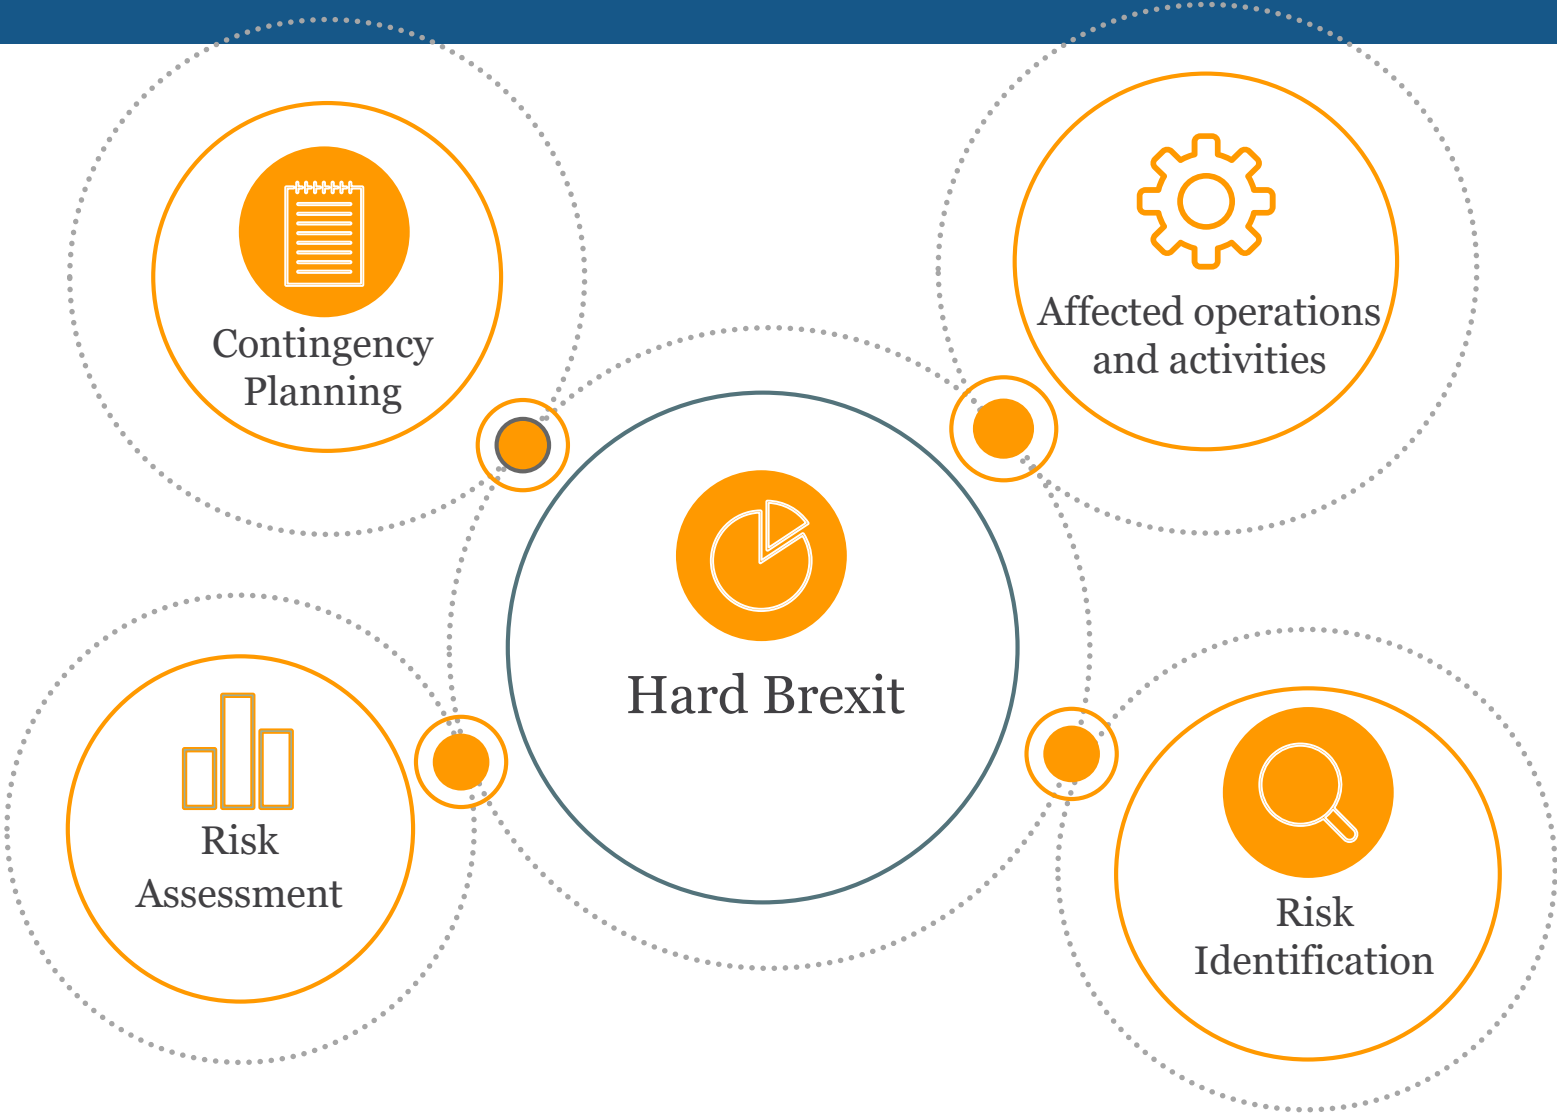 Contingency
Planning
Affected operations
and activities
Hard Brexit
Risk
Assessment
Risk
Identification